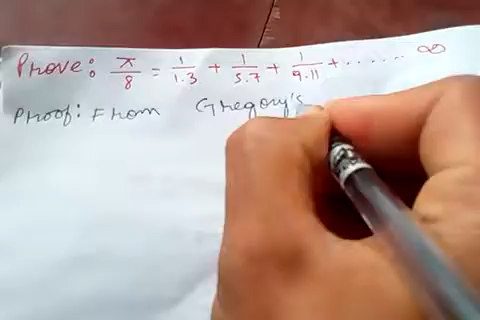 Prove: π/8 = 1/1.3 + 1/5.7 + 1/9.11 + ...... ∞
Proof: From Gregory's